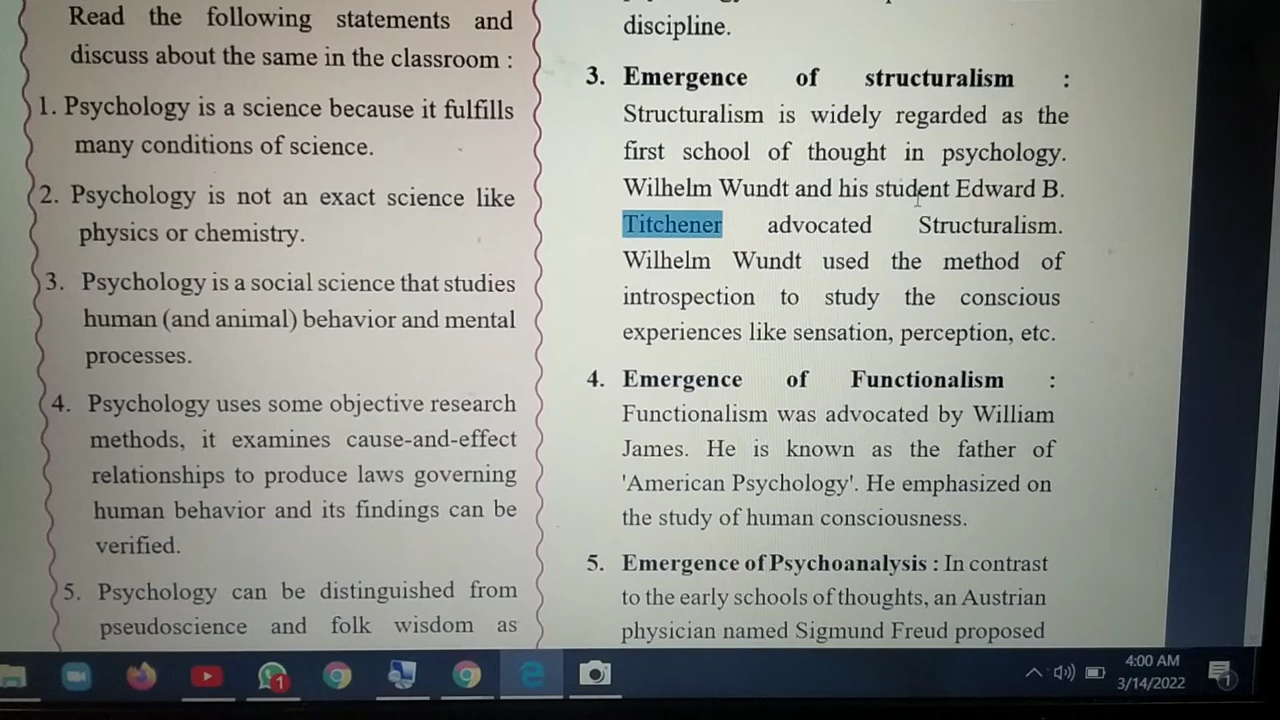 Read the following statements and
discuss about the same in the classroom :
1. Psychology is a science because it fulfills
many conditions of science.
2. Psychology is not an exact science like
physics or chemistry.
3. Psychology is a social science that studies
human (and animal) behavior and mental
processes.
4. Psychology uses some objective research
methods, it examines cause-and-effect
relationships to produce laws governing
human behavior and its findings can be
verified.
5. Psychology can be distinguished from
pseudoscience and folk wisdom as
discipline.
3. Emergence of structuralism :
Structuralism is widely regarded as the
first school of thought in psychology.
Wilhelm Wundt and his student Edward B.
Titchener advocated Structuralism.
Wilhelm Wundt used the method of
introspection to study the conscious
experiences like sensation, perception, etc.
4. Emergence of Functionalism :
Functionalism was advocated by William
James. He is known as the father of
'American Psychology'. He emphasized on
the study of human consciousness.
5. Emergence of Psychoanalysis : In contrast
to the early schools of thoughts, an Austrian
physician named Sigmund Freud proposed
1
4:00 AM
3/14/2022
1